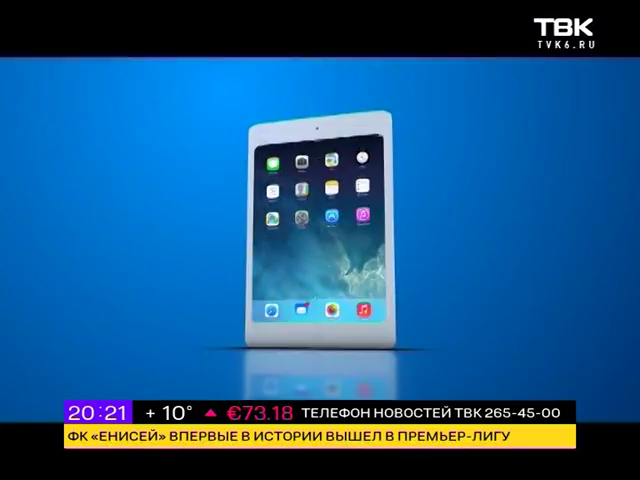 ТВК
TVK6.RU
20:21 + 10° ▲ €73.18 ТЕЛЕФОН НОВОСТЕЙ ТВК 265-45-00
ФК «ЕНИСЕЙ» ВПЕРВЫЕ В ИСТОРИИ ВЫШЕЛ В ПРЕМЬЕР-ЛИГУ